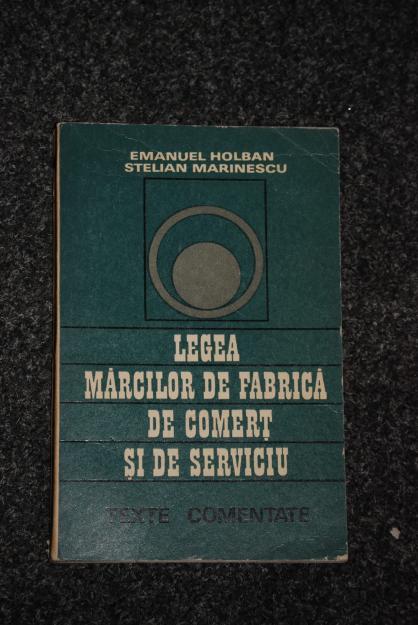 EMANUEL HOLBAN
STELIAN MARINESCU
LEGEA
MĂRCILOR DE FABRICĂ
DE COMERȚ
ȘI DE SERVICIU
TEXTE COMENTATE